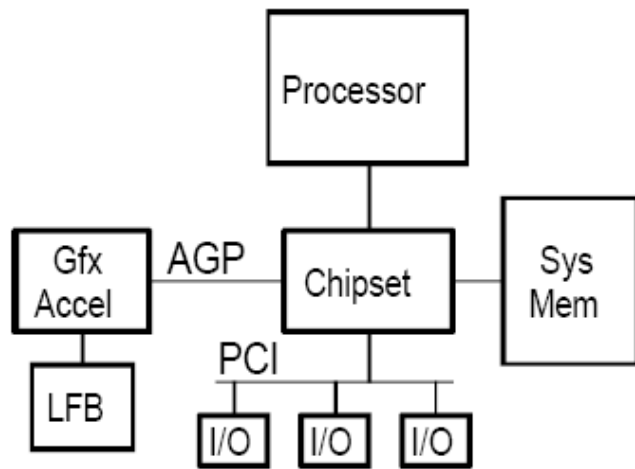 Processor
Gfx
Accel
AGP
Chipset
Sys
Mem
LFB
PCI
I/O
I/O
I/O